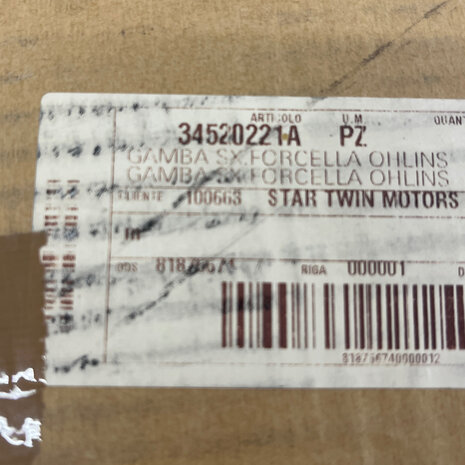 ARTICOLO U.M QUANT
34520221A PZ
GAMBA SX.FORCELLA OHLINS
GAMBA SX.FORCELLA OHLINS
CLIENTE 100663 STAR TWIN MOTORS
ODS RIGA 000001